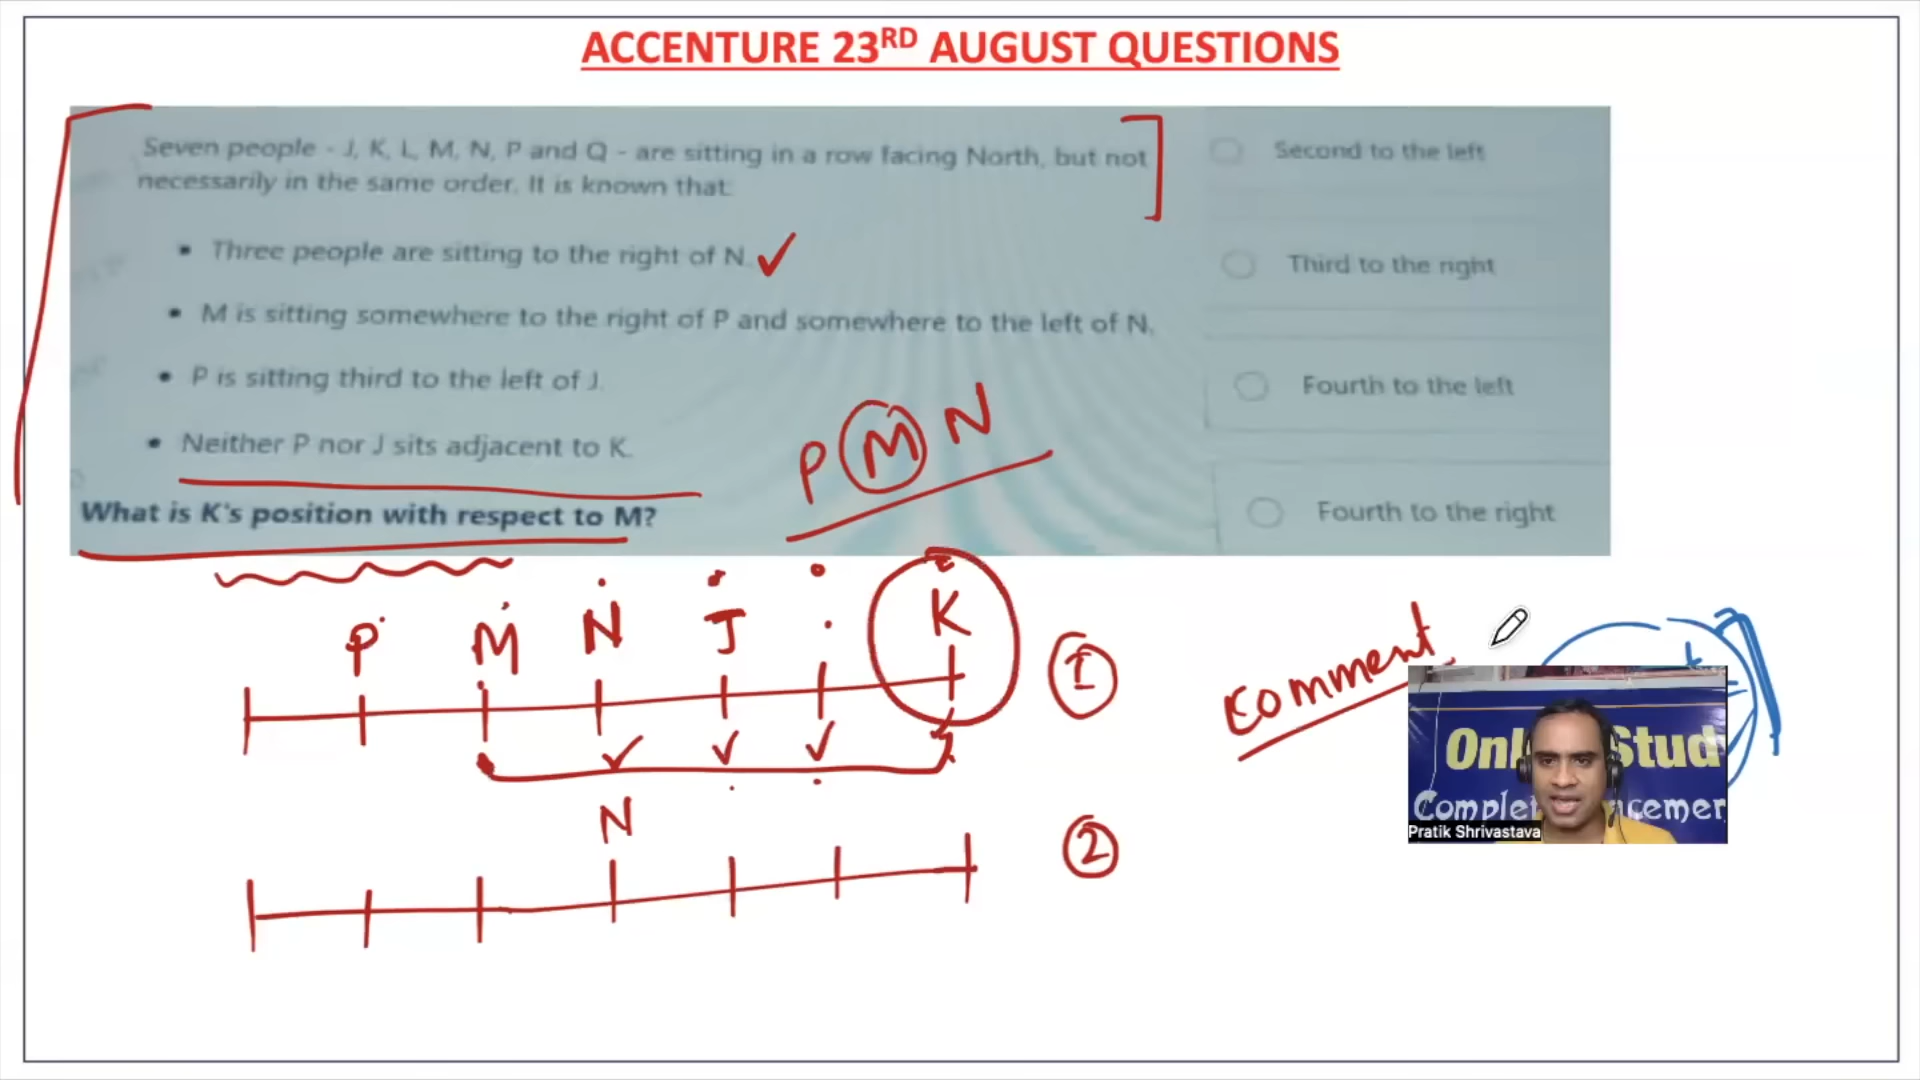 ACCENTURE 23RD AUGUST QUESTIONS
Seven people - J, K, L, M, N, P and Q - are sitting in a row facing North, but not
necessarily in the same order. It is known that:
• Three people are sitting to the right of N.
• M is sitting somewhere to the right of P and somewhere to the left of N.
• P is sitting third to the left of J.
• Neither P nor J sits adjacent to K.
What is K's position with respect to M?
Second to the left
Third to the right
Fourth to the left
Fourth to the right
P M N
P M N J K
1
comment
N
2
Pratik Shrivastava